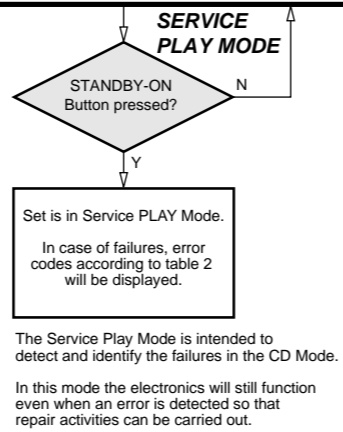 SERVICE
PLAY MODE
STANDBY-ON
Button pressed?
N
Y
Set is in Service PLAY Mode.
In case of failures, error
codes according to table 2
will be displayed.
The Service Play Mode is intended to
detect and identify the failures in the CD Mode.
In this mode the electronics will still function
even when an error is detected so that
repair activities can be carried out.